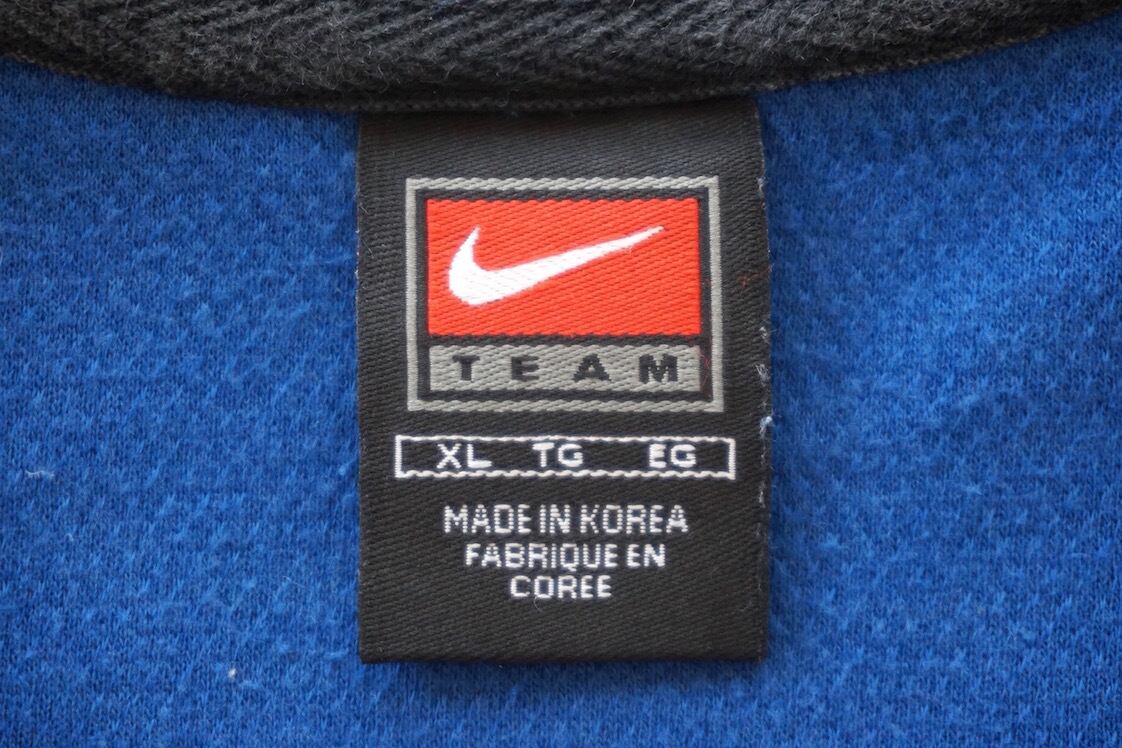 TEAM
XL TG EG
MADE IN KOREA
FABRIQUE EN
COREE